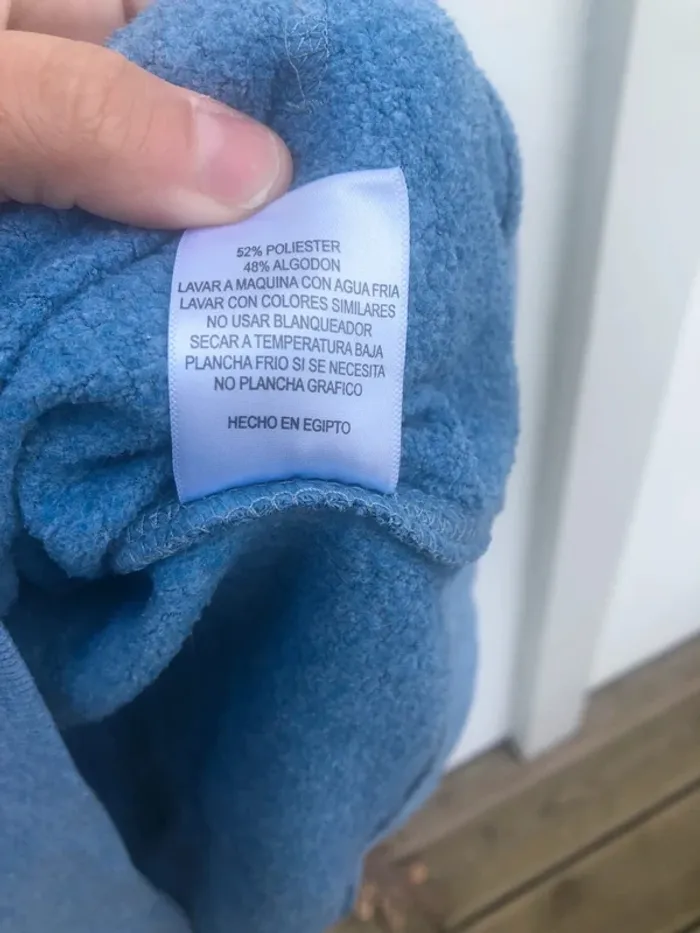 52% POLIESTER
48% ALGODON
LAVAR A MAQUINA CON AGUA FRIA
LAVAR CON COLORES SIMILARES
NO USAR BLANQUEADOR
SECAR A TEMPERATURA BAJA
PLANCHA FRIO SI SE NECESITA
NO PLANCHA GRAFICO
HECHO EN EGIPTO